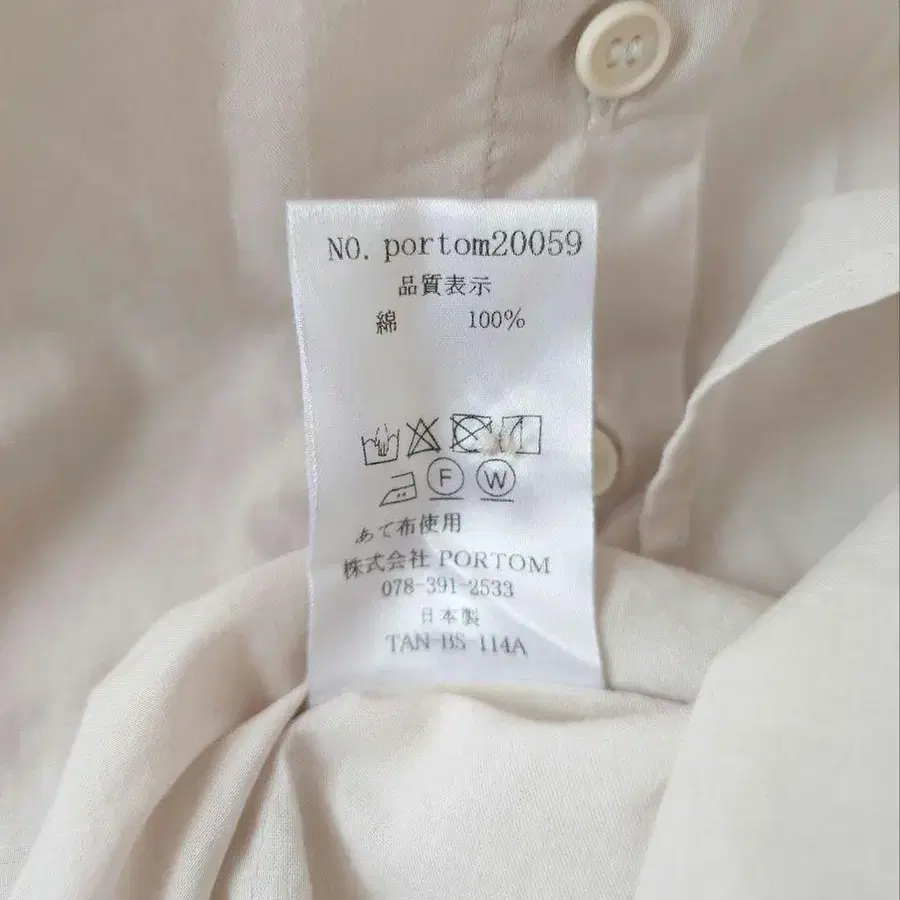 NO. portom20059
品質表示
綿 100%
F W
あて布使用
株式会社 PORTOM
078-391-2533
日本製
TAN-BS-114A